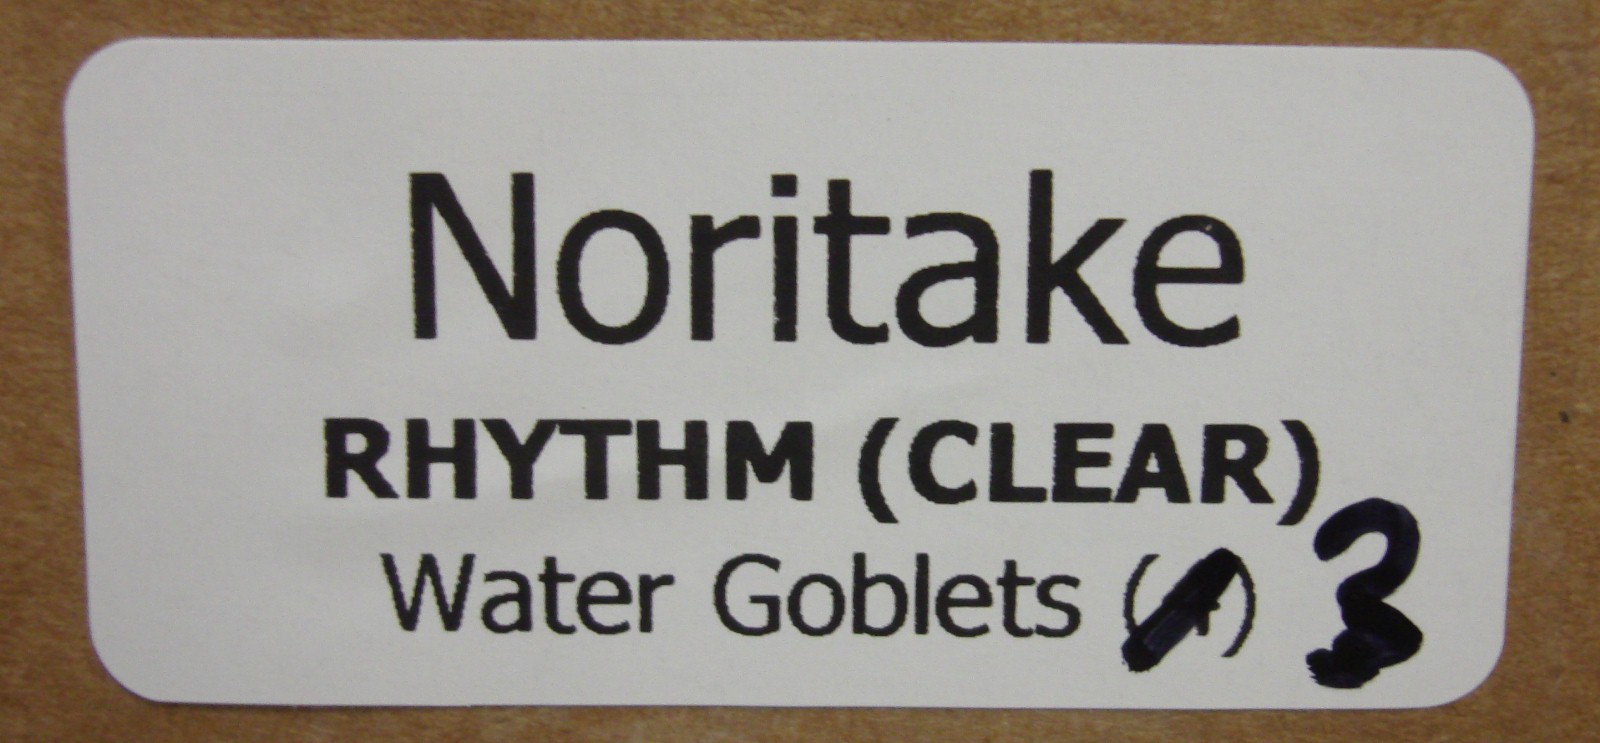 Noritake
RHYTHM (CLEAR)
Water Goblets ( ) 3